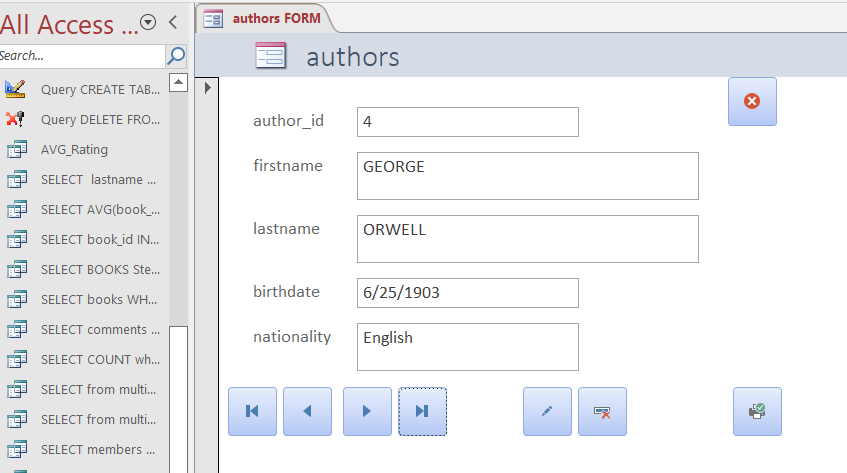 All Access ...
Search...
Query CREATE TAB...
Query DELETE FRO...
AVG_Rating
SELECT lastname ...
SELECT AVG(book_...
SELECT book_id IN...
SELECT BOOKS Ste...
SELECT books WH...
SELECT comments ...
SELECT COUNT wh...
SELECT from multi...
SELECT from multi...
SELECT members ...
authors FORM
authors
author_id
4
firstname
GEORGE
lastname
ORWELL
birthdate
6/25/1903
nationality
English